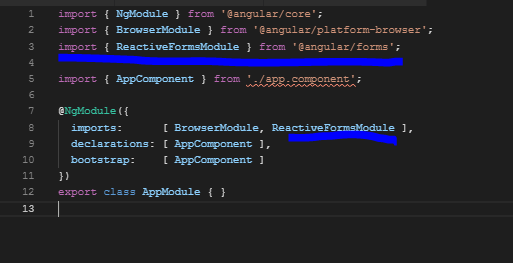 1 import { NgModule } from '@angular/core';
2 import { BrowserModule } from '@angular/platform-browser';
3 import { ReactiveFormsModule } from '@angular/forms';
4
5 import { AppComponent } from './app.component';
6
7 @NgModule({
8   imports:      [ BrowserModule, ReactiveFormsModule ],
9   declarations: [ AppComponent ],
10   bootstrap:    [ AppComponent ]
11 })
12 export class AppModule { }
13